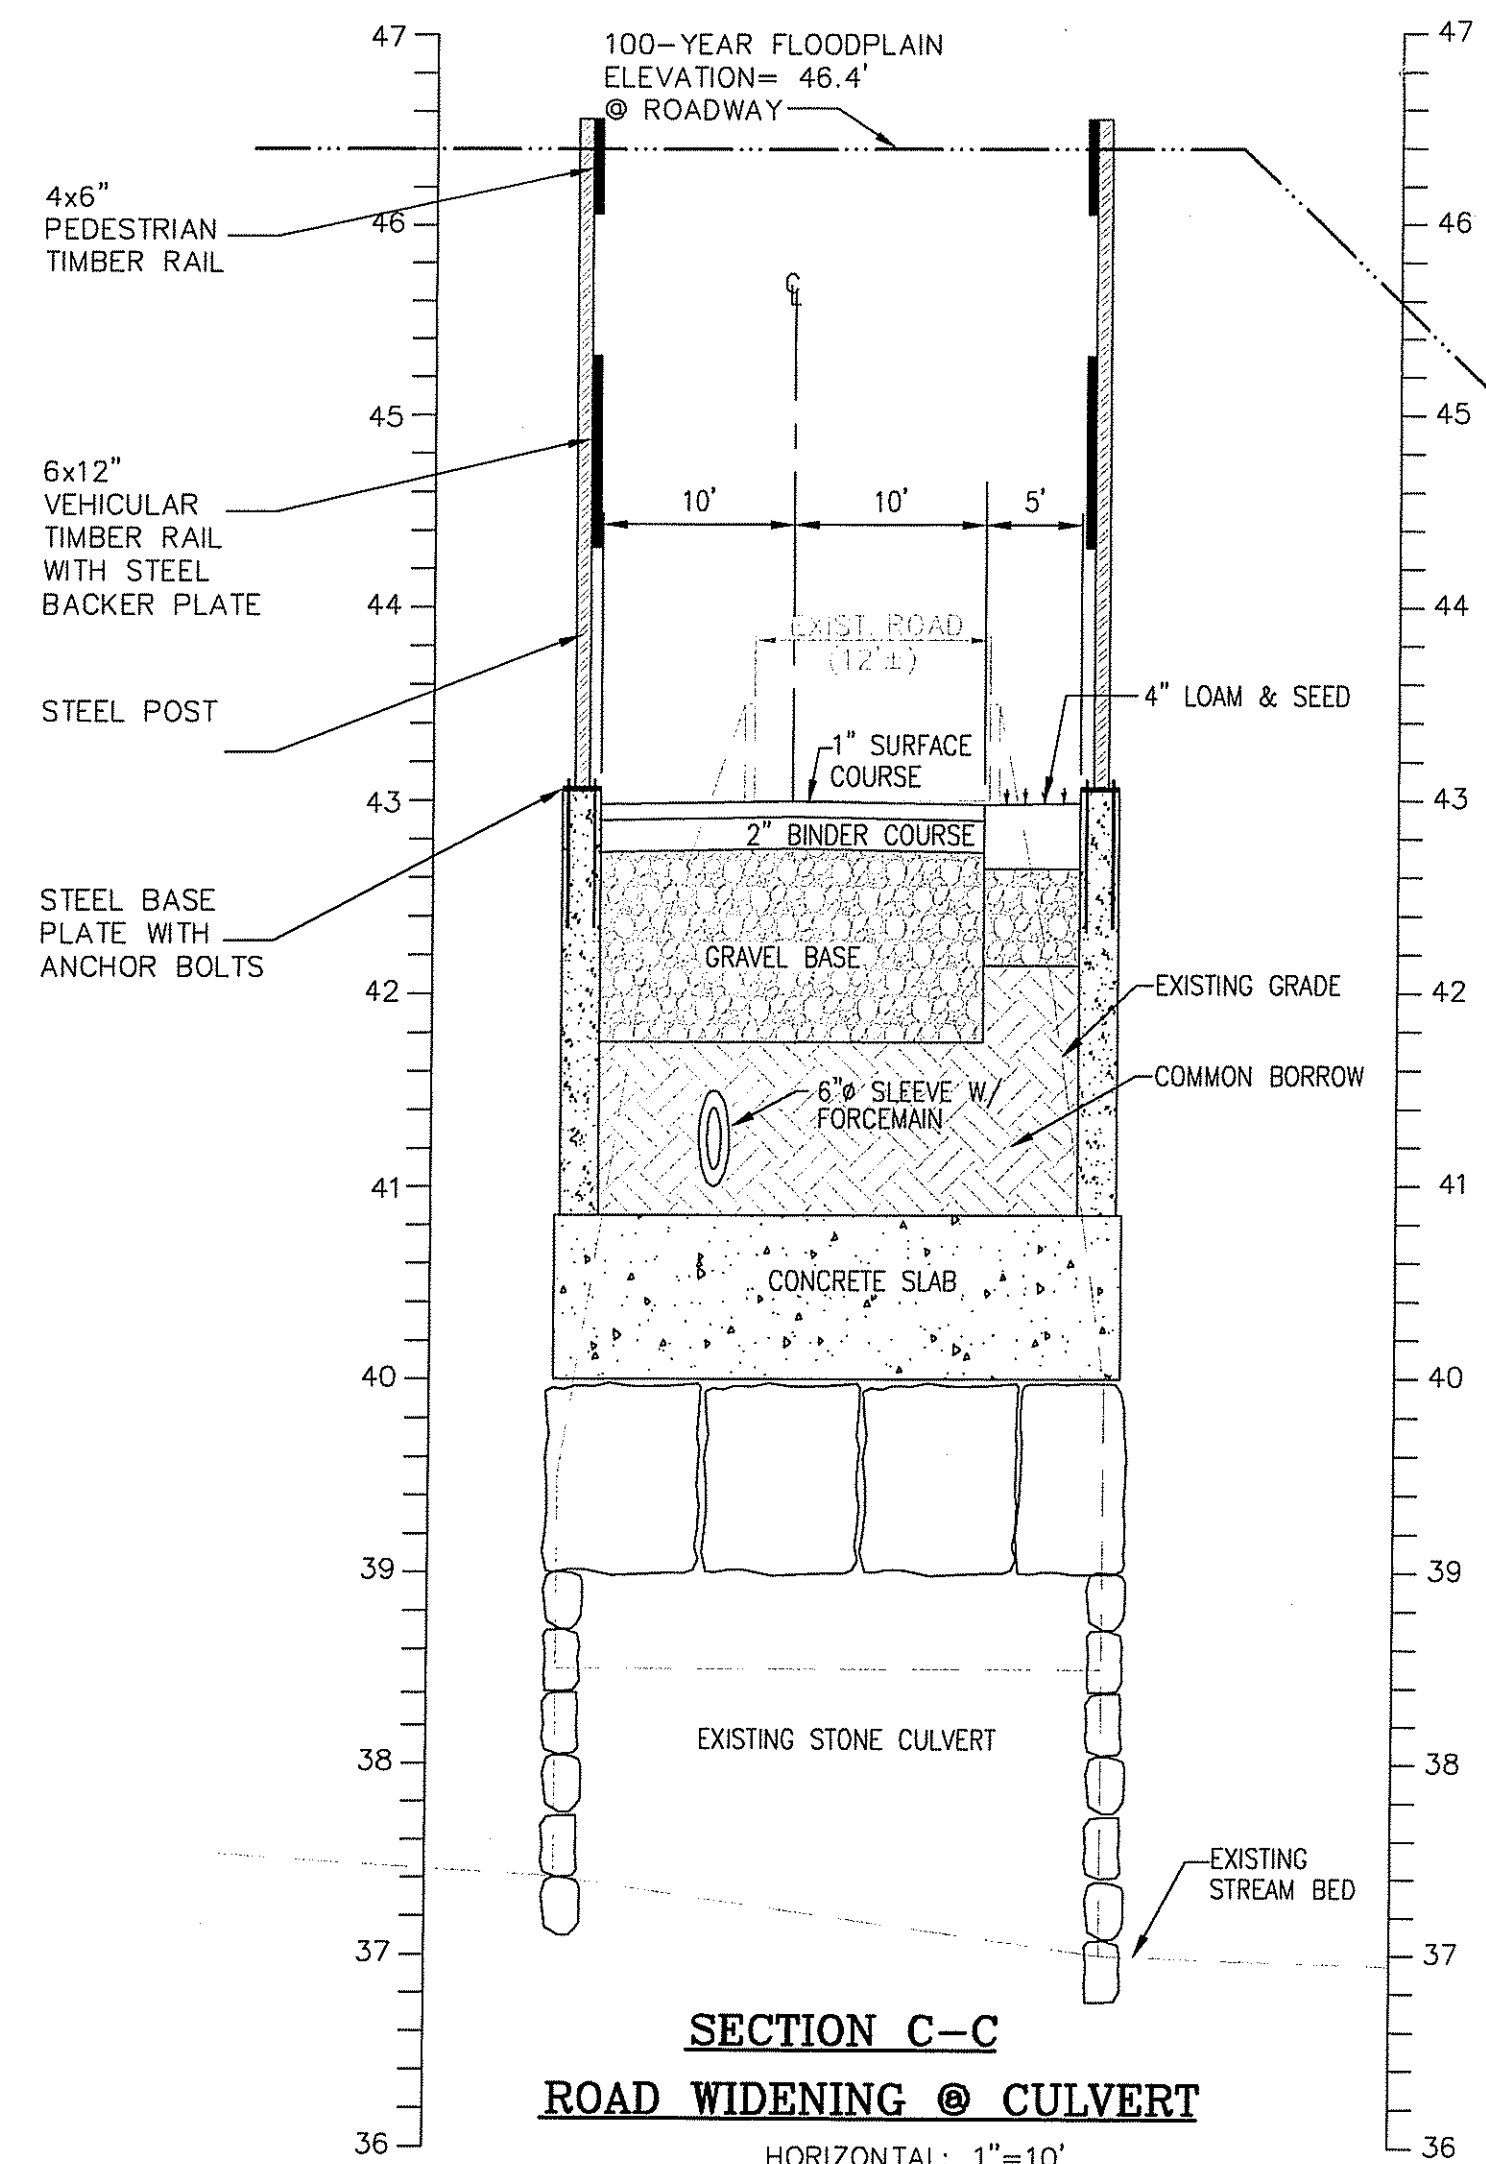 47
47
100-YEAR FLOODPLAIN
ELEVATION= 46.4'
@ ROADWAY
4x6"
PEDESTRIAN
TIMBER RAIL
46
46
℄
45
45
6x12"
VEHICULAR
TIMBER RAIL
WITH STEEL
BACKER PLATE
10'
10'
5'
44
44
EXIST. ROAD
(12'±)
STEEL POST
4" LOAM & SEED
1" SURFACE
COURSE
43
43
2" BINDER COURSE
STEEL BASE
PLATE WITH
ANCHOR BOLTS
GRAVEL BASE
42
42
EXISTING GRADE
COMMON BORROW
6"ø SLEEVE W/
FORCEMAIN
41
41
CONCRETE SLAB
40
40
39
39
EXISTING STONE CULVERT
38
38
EXISTING
STREAM BED
37
37
SECTION C-C
ROAD WIDENING @ CULVERT
36
36
HORIZONTAL: 1"=10'